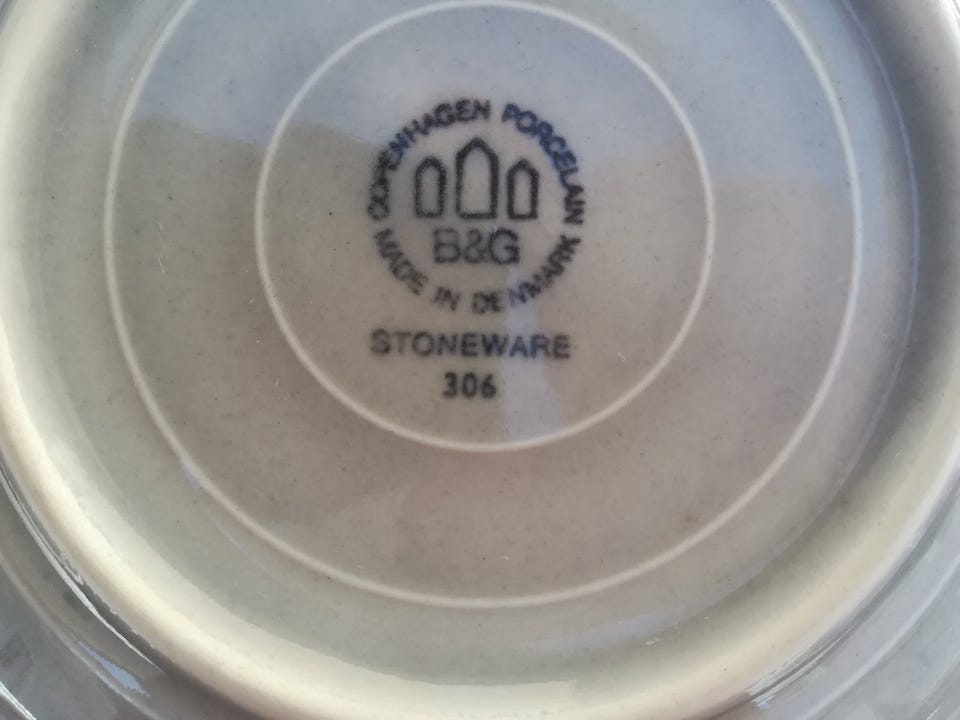 COPENHAGEN PORCELAIN
B&G
MADE IN DENMARK
STONEWARE
306